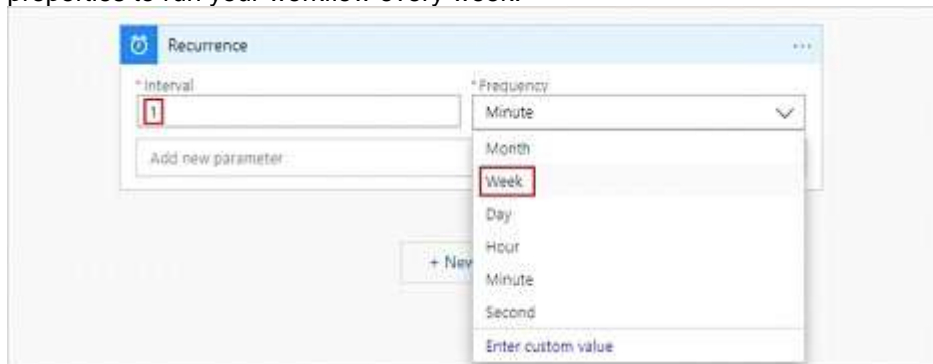 properties to run your workflow every week.
Recurrence
* Interval
* Frequency
1
Minute
Add new parameter
Month
Week
Day
Hour
+ New
Minute
Second
Enter custom value